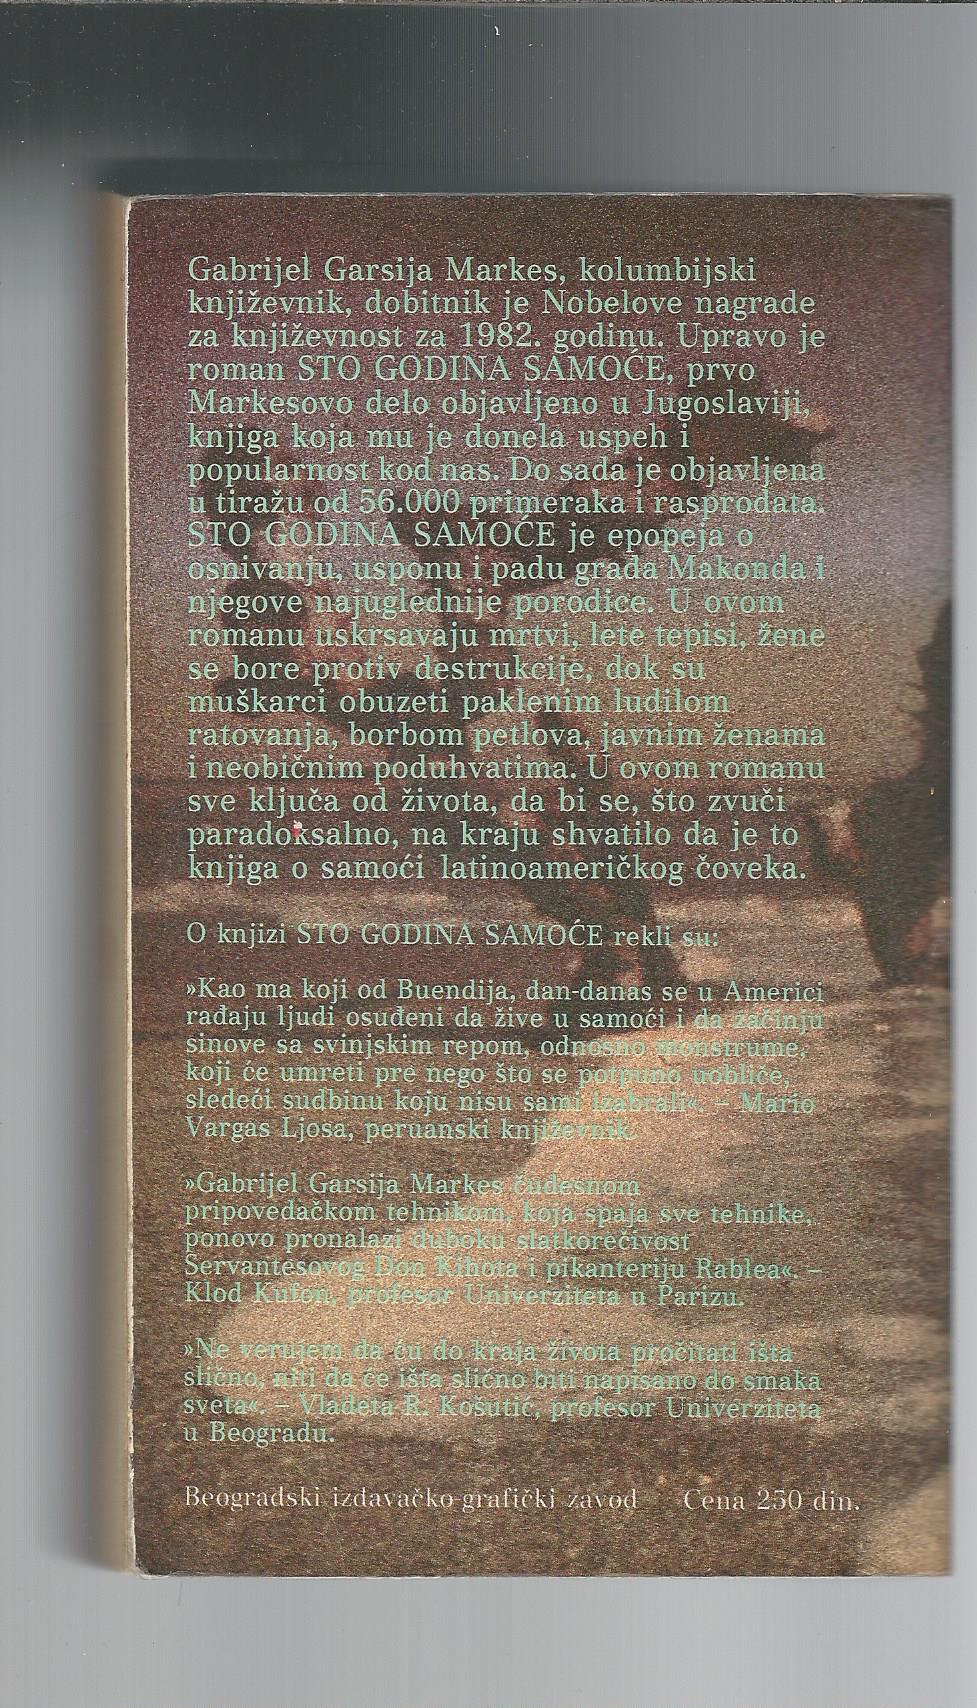 Gabrijel Garsija Markes, kolumbijski
književnik, dobitnik je Nobelove nagrade
za književnost za 1982. godinu. Upravo je
roman STO GODINA SAMOĆE, prvo
Markesovo delo objavljeno u Jugoslaviji,
knjiga koja mu je donela uspeh i
popularnost kod nas. Do sada je objavljena
u tiražu od 56.000 primeraka i rasprodata.
STO GODINA SAMOĆE je epopeja o
osnivanju, usponu i padu grada Makonda i
njegove najuglednije porodice. U ovom
romanu uskrsavaju mrtvi, lete tepisi, žene
se bore protiv destrukcije, dok su
muškarci obuzeti paklenim ludilom
ratovanja, borbom petlova, javnim ženama
i neobičnim poduhvatima. U ovom romanu
sve ključa od života, da bi se, što zvuči
paradoksalno, na kraju shvatilo da je to
knjiga o samoći latinoameričkog čoveka.
O knjizi STO GODINA SAMOĆE rekli su:
»Kao ma koji od Buendija, dan-danas se u Americi
rađaju ljudi osuđeni da žive u samoći i da začinju
sinove sa svinjskim repom, odnosno monstrume,
koji će umreti pre nego što se potpuno uobliče,
sledeći sudbinu koju nisu sami izabrali«. – Mario
Vargas Ljosa, peruanski književnik.
»Gabrijel Garsija Markes čudesnom
pripovedačkom tehnikom, koja spaja sve tehnike,
ponovo pronalazi duboku slatkorečivost
Servantesovog Don Kihota i pikanteriju Rablea«. –
Klod Kufon, profesor Univerziteta u Parizu.
»Ne verujem da ću do kraja života pročitati išta
slično, niti da će išta slično biti napisano do smaka
sveta«. – Vladeta R. Košutić, profesor Univerziteta
u Beogradu.
Beogradski izdavačko-grafički zavod Cena 250 din.